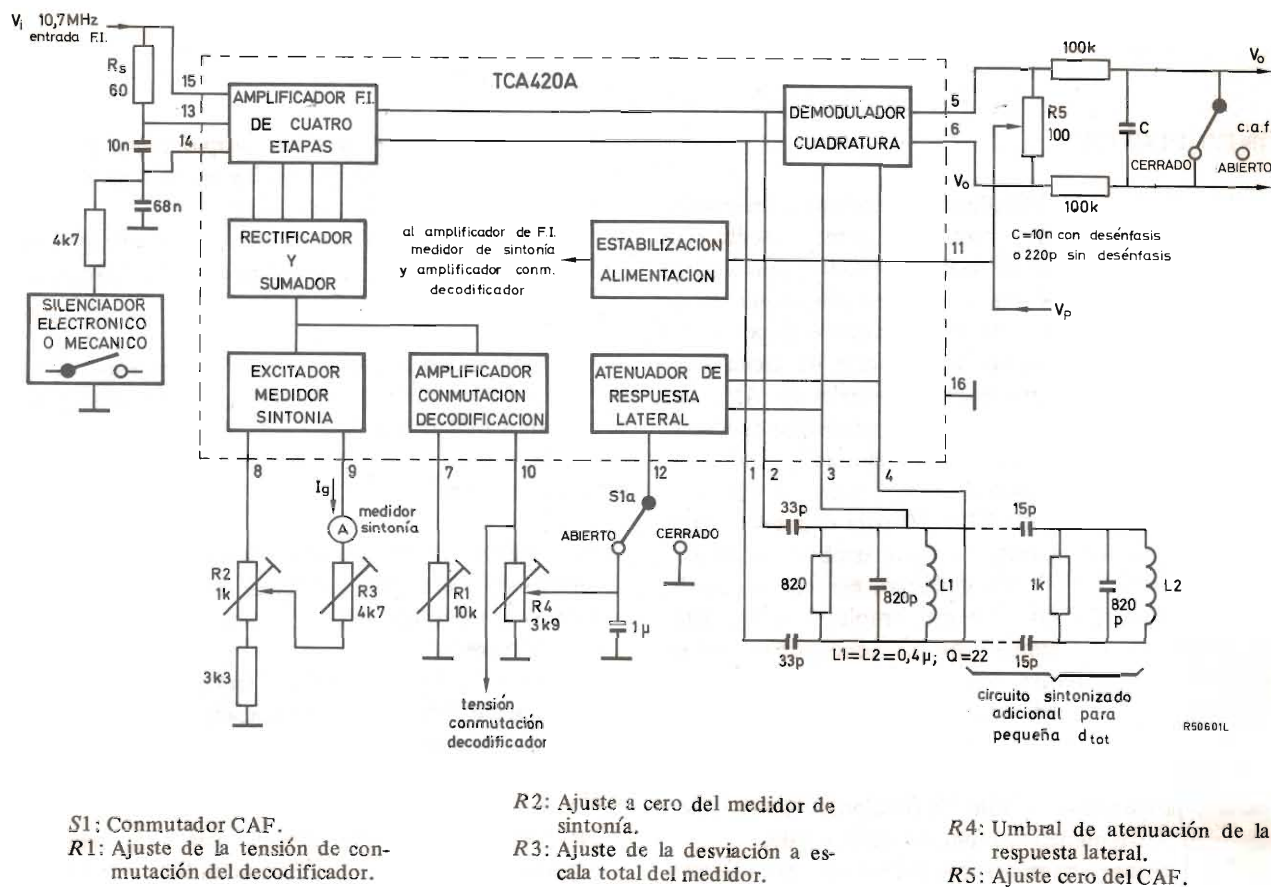 Vi 10,7MHz
entrada F.I.
Rs
60
15
13
14
10n
68n
4k7
SILENCIADOR
ELECTRONICO
O MECANICO
TCA420A
AMPLIFICADOR F.I.
DE CUATRO
ETAPAS
RECTIFICADOR
Y
SUMADOR
EXCITADOR
MEDIDOR
SINTONIA
AMPLIFICADOR
CONMUTACION
DECODIFICACION
al amplificador de F.I.
medidor de sintonía
y amplificador conm.
decodificador
ESTABILIZACION
ALIMENTACION
ATENUADOR DE
RESPUESTA
LATERAL
DEMODULADOR
CUADRATURA
5
6
11
16
Vo
Vo
100k
R5
100
C
c.a.f.
CERRADO
ABIERTO
100k
C=10n con desénfasis
o 220p sin desénfasis
Vp
8
9
7
10
12
1
2
3
4
Ig
medidor
sintonía
A
R2
1k
R3
4k7
3k3
R1
10k
R4
3k9
tensión
conmutación
decodificador
S1a
ABIERTO
CERRADO
1µ
33p
820
820p
L1
33p
L1=L2=0,4µ; Q=22
15p
1k
820
p
L2
15p
circuito sintonizado
adicional para
pequeña dtot
R50601L
S1: Conmutador CAF.
R1: Ajuste de la tensión de con-
mutación del decodificador.
R2: Ajuste a cero del medidor de
sintonía.
R3: Ajuste de la desviación a es-
cala total del medidor.
R4: Umbral de atenuación de la
respuesta lateral.
R5: Ajuste cero del CAF.